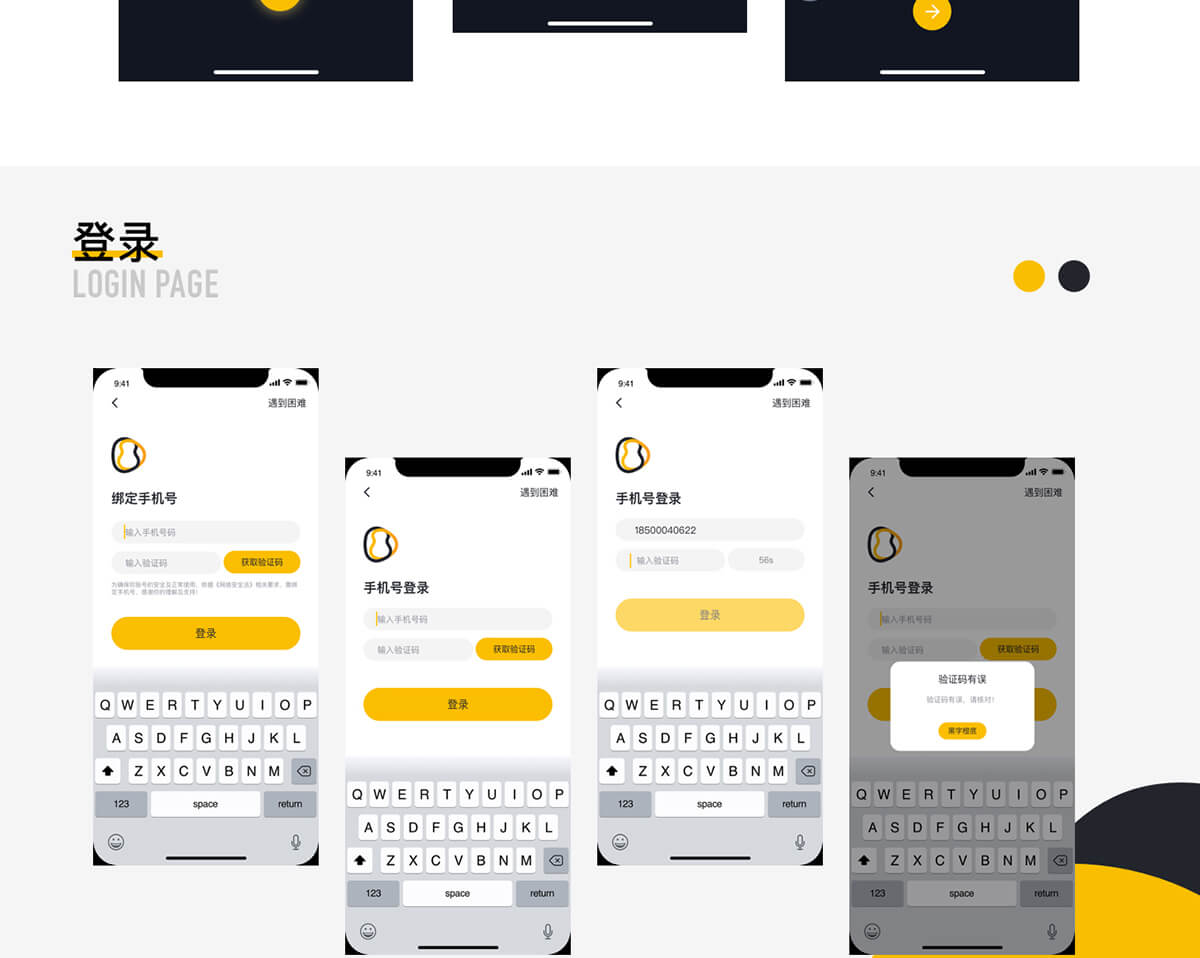 登录
LOGIN PAGE
9:41
遇到困难
绑定手机号
输入手机号码
输入验证码
获取验证码
为确保司账号的安全及正常使用，依据《网络安全法》相关要求，需绑
定手机号，感谢你的理解及支持！
登录
Q W E R T Y U I O P
A S D F G H J K L
Z X C V B N M
123
space
return
9:41
遇到困难
手机号登录
输入手机号码
输入验证码
获取验证码
登录
Q W E R T Y U I O P
A S D F G H J K L
Z X C V B N M
123
space
return
9:41
遇到困难
手机号登录
18500040622
输入验证码
56s
登录
Q W E R T Y U I O P
A S D F G H J K L
Z X C V B N M
123
space
return
9:41
遇到困难
手机号登录
输入手机号码
输入验证码
获取验证码
验证码有误
验证码有误，请核对！
黑字橙底
Q W E R T Y U I O P
A S D F G H J K L
Z X C V B N M
123
space
return